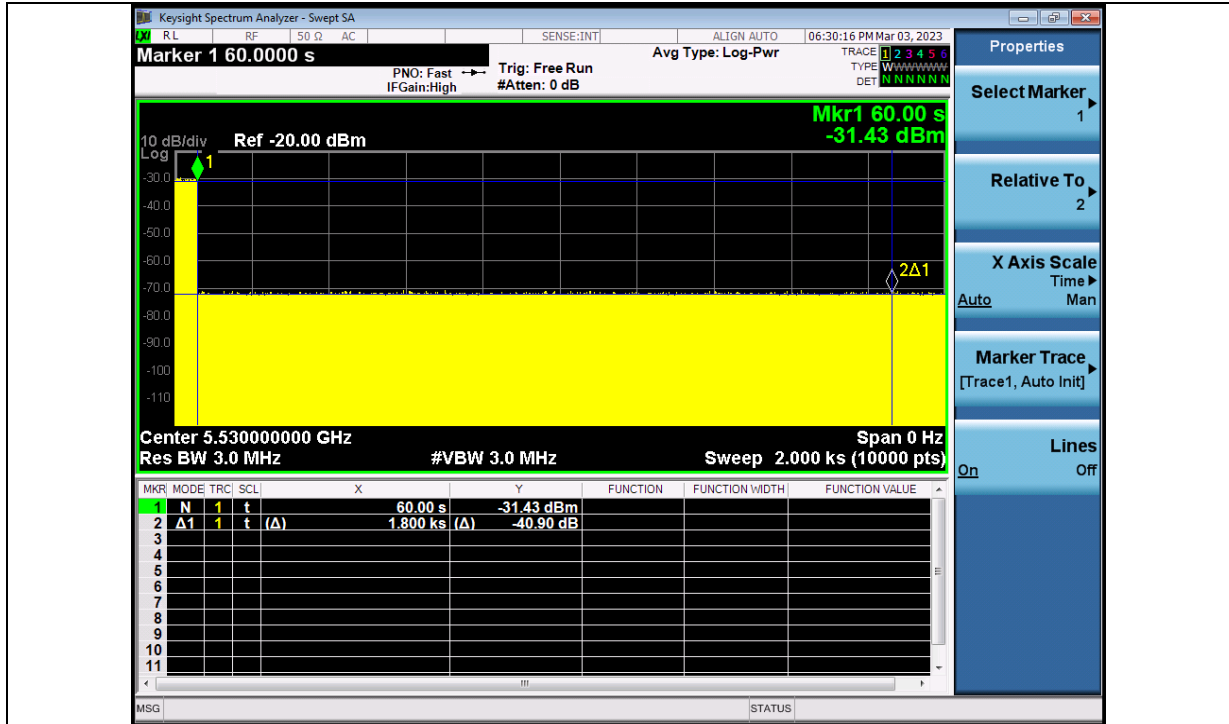 Keysight Spectrum Analyzer - Swept SA
LXI RL RF 50 Ω AC SENSE:INT ALIGN AUTO 06:30:16 PM Mar 03, 2023
Marker 1 60.0000 s Avg Type: Log-Pwr TRACE 1 2 3 4 5 6
PNO: Fast Trig: Free Run TYPE WWWWWW
IFGain:High #Atten: 0 dB DET N N N N N N
Mkr1 60.00 s
-31.43 dBm
10 dB/div Ref -20.00 dBm
Log
1
-30.0
-40.0
-50.0
-60.0
2Δ1
-70.0
-80.0
-90.0
-100
-110
Center 5.530000000 GHz Span 0 Hz
Res BW 3.0 MHz #VBW 3.0 MHz Sweep 2.000 ks (10000 pts)
MKR MODE TRC SCL X Y FUNCTION FUNCTION WIDTH FUNCTION VALUE
1 N 1 t 60.00 s -31.43 dBm
2 Δ1 1 t (Δ) 1.800 ks (Δ) -40.90 dB
3
4
5
6
7
8
9
10
11
MSG STATUS
Properties
Select Marker
1
Relative To
2
X Axis Scale
Time
Auto Man
Marker Trace
[Trace1, Auto Init]
Lines
On Off